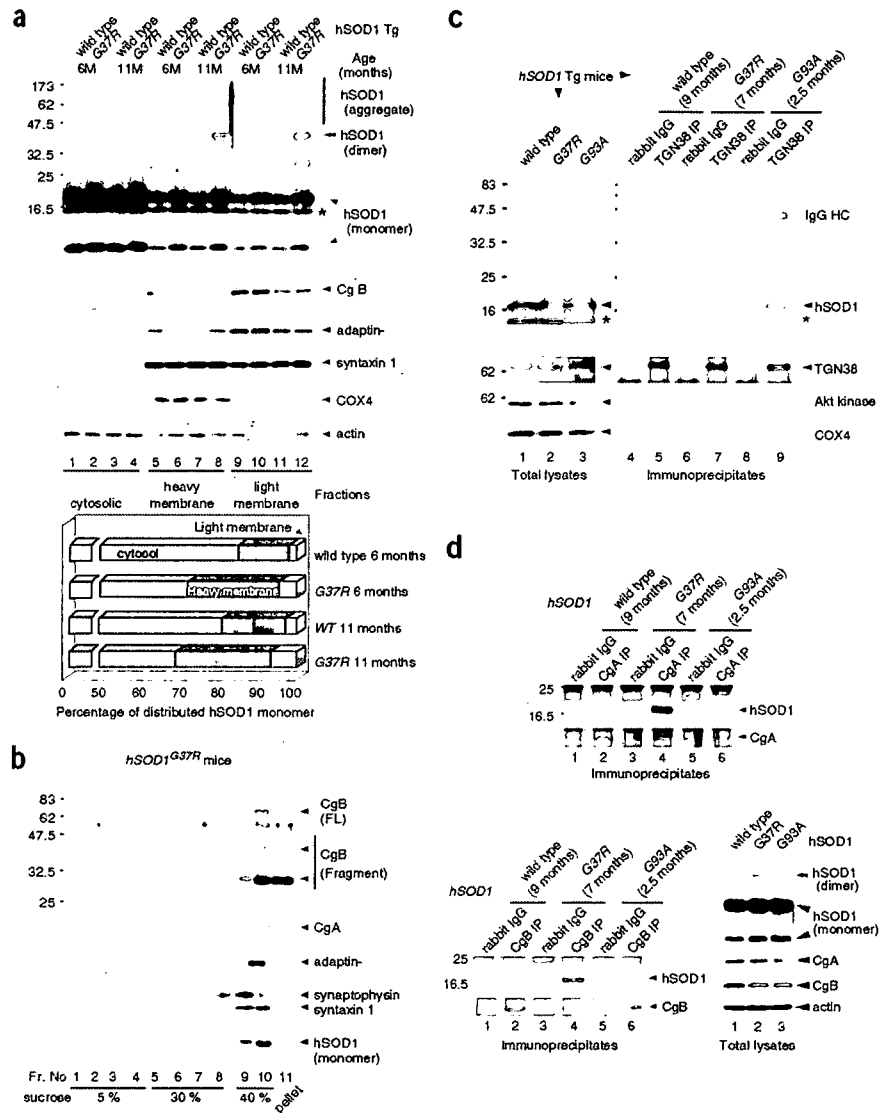 a
wild type G37R wild type G37R wild type G37R wild type G37R wild type G37R wild type G37R hSOD1 Tg
6M 11M 6M 11M 6M 11M Age (months)
173
62
47.5
32.5
25
16.5
hSOD1 (aggregate)
hSOD1 (dimer)
*
hSOD1 (monomer)
Cg B
adaptin-
syntaxin 1
COX4
actin
1 2 3 4 5 6 7 8 9 10 11 12
cytosolic
heavy membrane
light membrane
Fractions
Light membrane
cytosol
Heavy membrane
wild type 6 months
G37R 6 months
WT 11 months
G37R 11 months
0 50 60 70 80 90 100
Percentage of distributed hSOD1 monomer
b
hSOD1G37R mice
83
62
47.5
32.5
25
CgB (FL)
CgB (Fragment)
CgA
adaptin-
synaptophysin
syntaxin 1
hSOD1 (monomer)
Fr. No 1 2 3 4 5 6 7 8 9 10 11
sucrose 5 % 30 % 40 % pellet
c
hSOD1 Tg mice
wild type G37R G93A
wild type (9 months)
G37R (7 months)
G93A (2.5 months)
rabbit IgG TGN38 IP rabbit IgG TGN38 IP rabbit IgG TGN38 IP
83
47.5
32.5
25
16
62
62
IgG HC
hSOD1
*
*
TGN38
Akt kinase
COX4
1 2 3 4 5 6 7 8 9
Total lysates
Immunoprecipitates
d
hSOD1
wild type (9 months)
G37R (7 months)
G93A (2.5 months)
rabbit IgG CgA IP rabbit IgG CgA IP rabbit IgG CgA IP
25
16.5
hSOD1
CgA
1 2 3 4 5 6
Immunoprecipitates
hSOD1
wild type (9 months)
G37R (7 months)
G93A (2.5 months)
rabbit IgG CgB IP rabbit IgG CgB IP rabbit IgG CgB IP
25
16.5
hSOD1
CgB
1 2 3 4 5 6
Immunoprecipitates
wild type G37R G93A hSOD1
hSOD1 (dimer)
hSOD1 (monomer)
CgA
CgB
actin
1 2 3
Total lysates